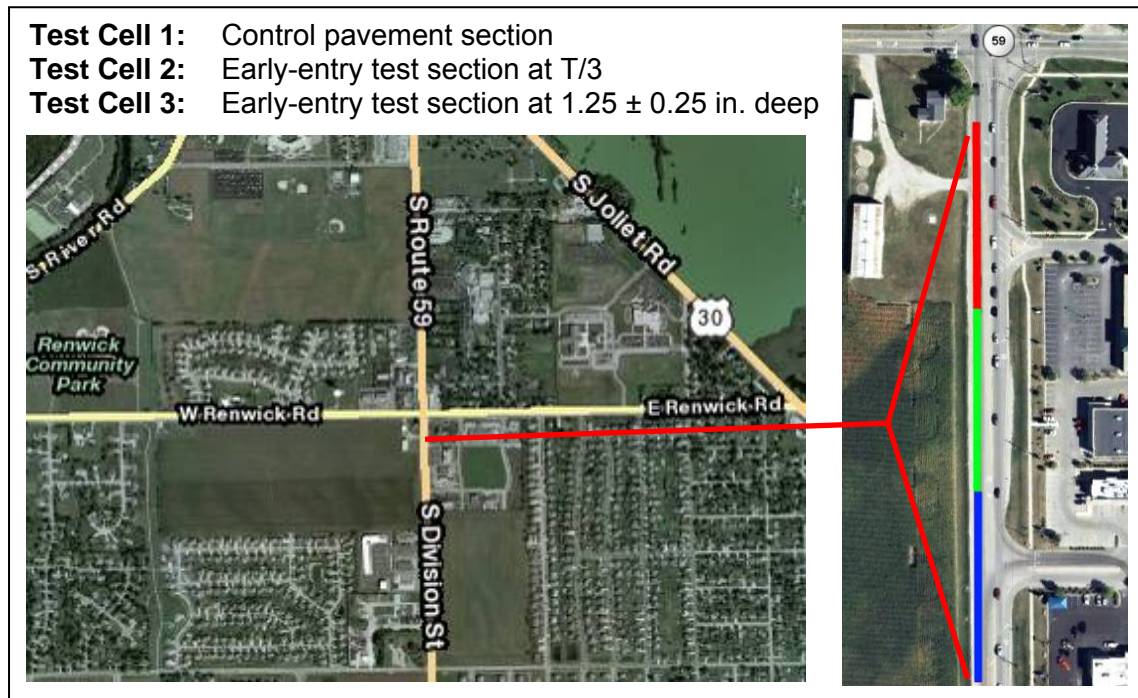 Test Cell 1: Control pavement section
Test Cell 2: Early-entry test section at T/3
Test Cell 3: Early-entry test section at 1.25 ± 0.25 in. deep
59
S River Rd
S Route 59
S Joliet Rd
30
Renwick
Community
Park
W Renwick Rd
E Renwick Rd
S Division St